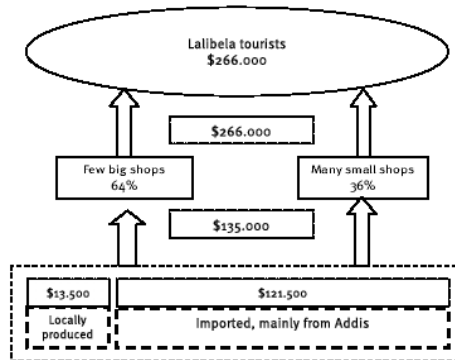 Lalibela tourists
$266.000
$266.000
Few big shops
64%
Many small shops
36%
$135.000
$13.500
$121.500
Locally
produced
Imported, mainly from Addis